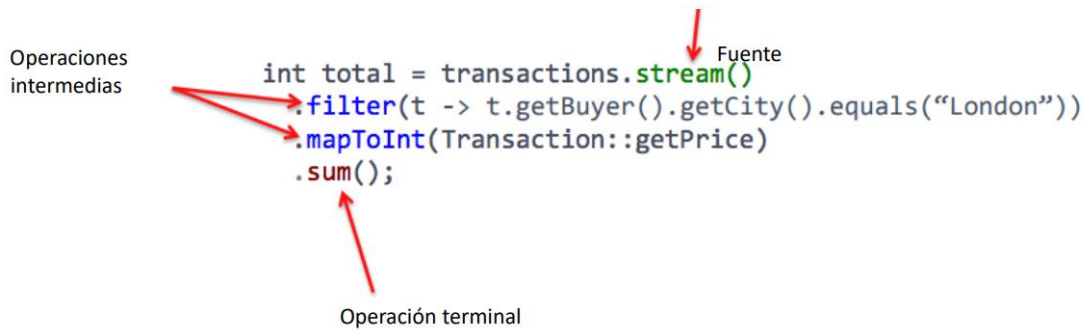 Operaciones
intermedias
Fuente
int total = transactions.stream()
.filter(t -> t.getBuyer().getCity().equals(“London”))
.mapToInt(Transaction::getPrice)
.sum();
Operación terminal